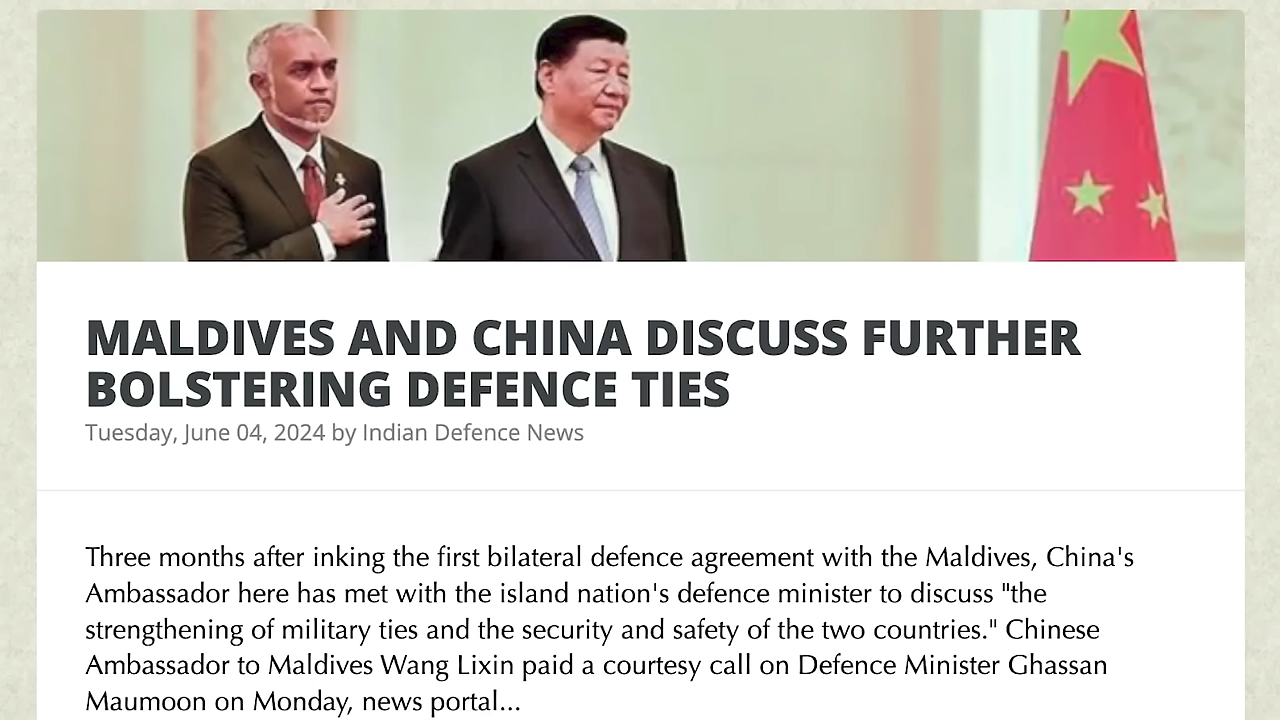 MALDIVES AND CHINA DISCUSS FURTHER
BOLSTERING DEFENCE TIES
Tuesday, June 04, 2024 by Indian Defence News
Three months after inking the first bilateral defence agreement with the Maldives, China's
Ambassador here has met with the island nation's defence minister to discuss "the
strengthening of military ties and the security and safety of the two countries." Chinese
Ambassador to Maldives Wang Lixin paid a courtesy call on Defence Minister Ghassan
Maumoon on Monday, news portal...